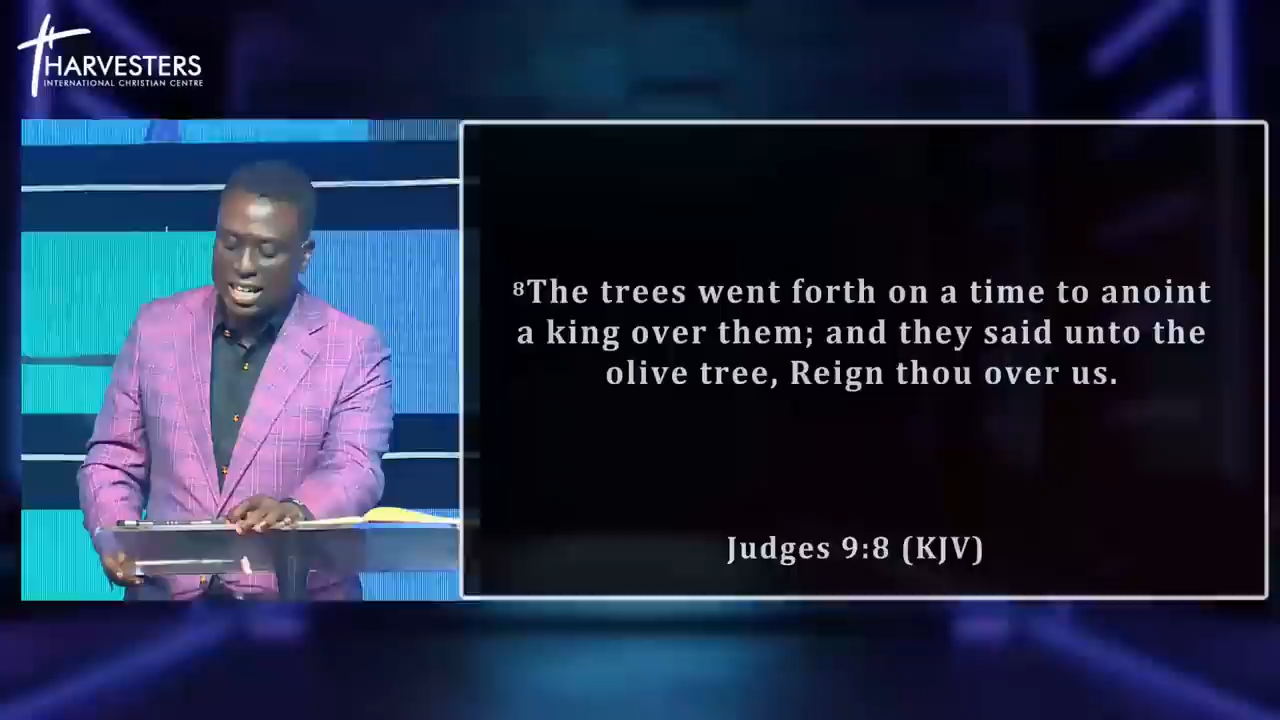 HARVESTERS
INTERNATIONAL CHRISTIAN CENTRE
⁸The trees went forth on a time to anoint
a king over them; and they said unto the
olive tree, Reign thou over us.
Judges 9:8 (KJV)